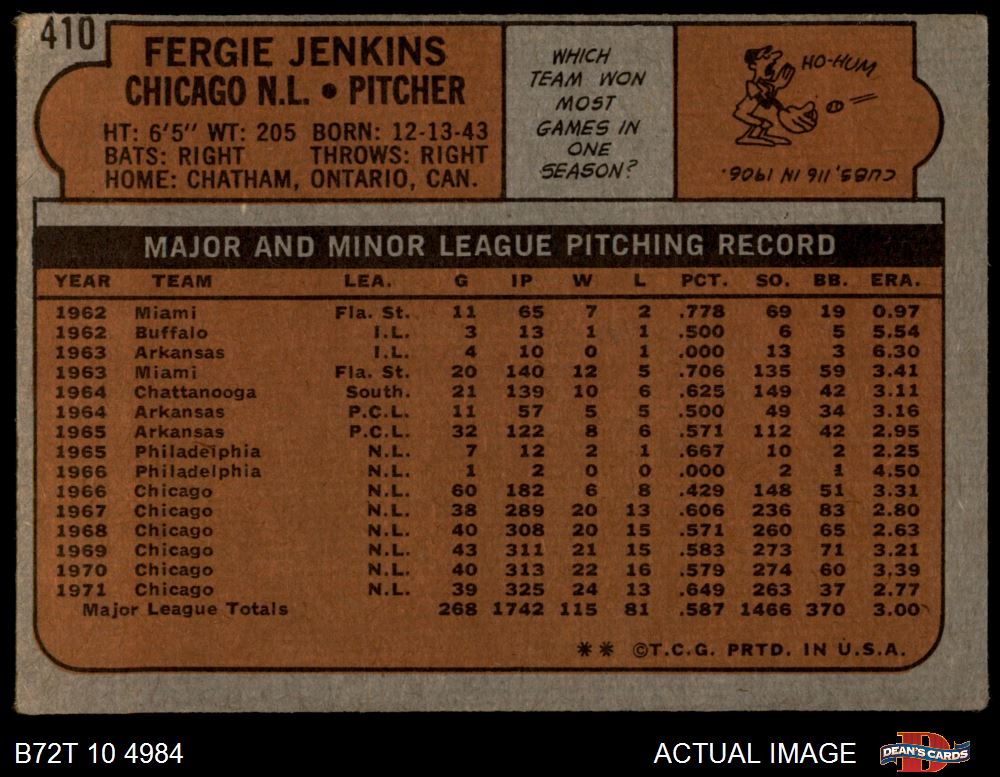 410
FERGIE JENKINS
CHICAGO N.L. • PITCHER
HT: 6'5" WT: 205 BORN: 12-13-43
BATS: RIGHT THROWS: RIGHT
HOME: CHATHAM, ONTARIO, CAN.
WHICH
TEAM WON
MOST
GAMES IN
ONE
SEASON?
HO-HUM
CUBS, 116 IN 1906.
MAJOR AND MINOR LEAGUE PITCHING RECORD
YEAR TEAM LEA. G IP W L PCT. SO. BB. ERA.
1962 Miami Fla. St. 11 65 7 2 .778 69 19 0.97
1962 Buffalo I.L. 3 13 1 1 .500 6 5 5.54
1963 Arkansas I.L. 4 10 0 1 .000 13 3 6.30
1963 Miami Fla. St. 20 140 12 5 .706 135 59 3.41
1964 Chattanooga South. 21 139 10 6 .625 149 42 3.11
1964 Arkansas P.C.L. 11 57 5 5 .500 49 34 3.16
1965 Arkansas P.C.L. 32 122 8 6 .571 112 42 2.95
1965 Philadelphia N.L. 7 12 2 1 .667 10 2 2.25
1966 Philadelphia N.L. 1 2 0 0 .000 2 1 4.50
1966 Chicago N.L. 60 182 6 8 .429 148 51 3.31
1967 Chicago N.L. 38 289 20 13 .606 236 83 2.80
1968 Chicago N.L. 40 308 20 15 .571 260 65 2.63
1969 Chicago N.L. 43 311 21 15 .583 273 71 3.21
1970 Chicago N.L. 40 313 22 16 .579 274 60 3.39
1971 Chicago N.L. 39 325 24 13 .649 263 37 2.77
Major League Totals 268 1742 115 81 .587 1466 370 3.00
** ©T.C.G. PRTD. IN U.S.A.
B72T 10 4984
ACTUAL IMAGE
DEAN'S CARDS